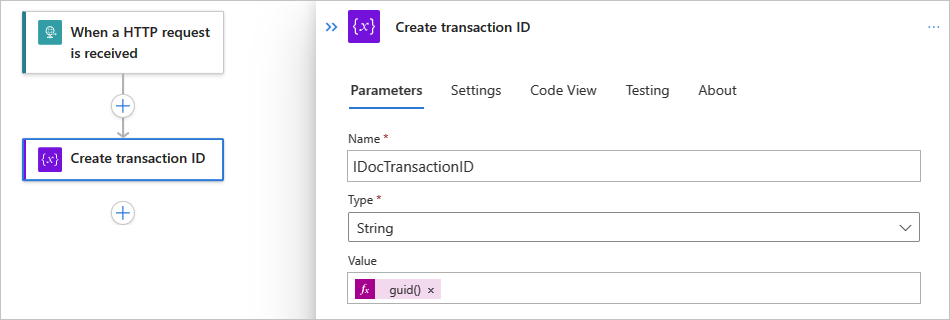 When a HTTP request
is received
Create transaction ID
{x} Create transaction ID
Parameters Settings Code View Testing About
Name *
IDocTransactionID
Type *
String
Value
fx guid() ×
{x}